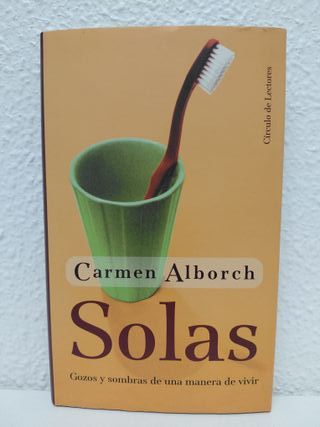 Círculo de Lectores
Carmen Alborch
Solas
Gozos y sombras de una manera de vivir